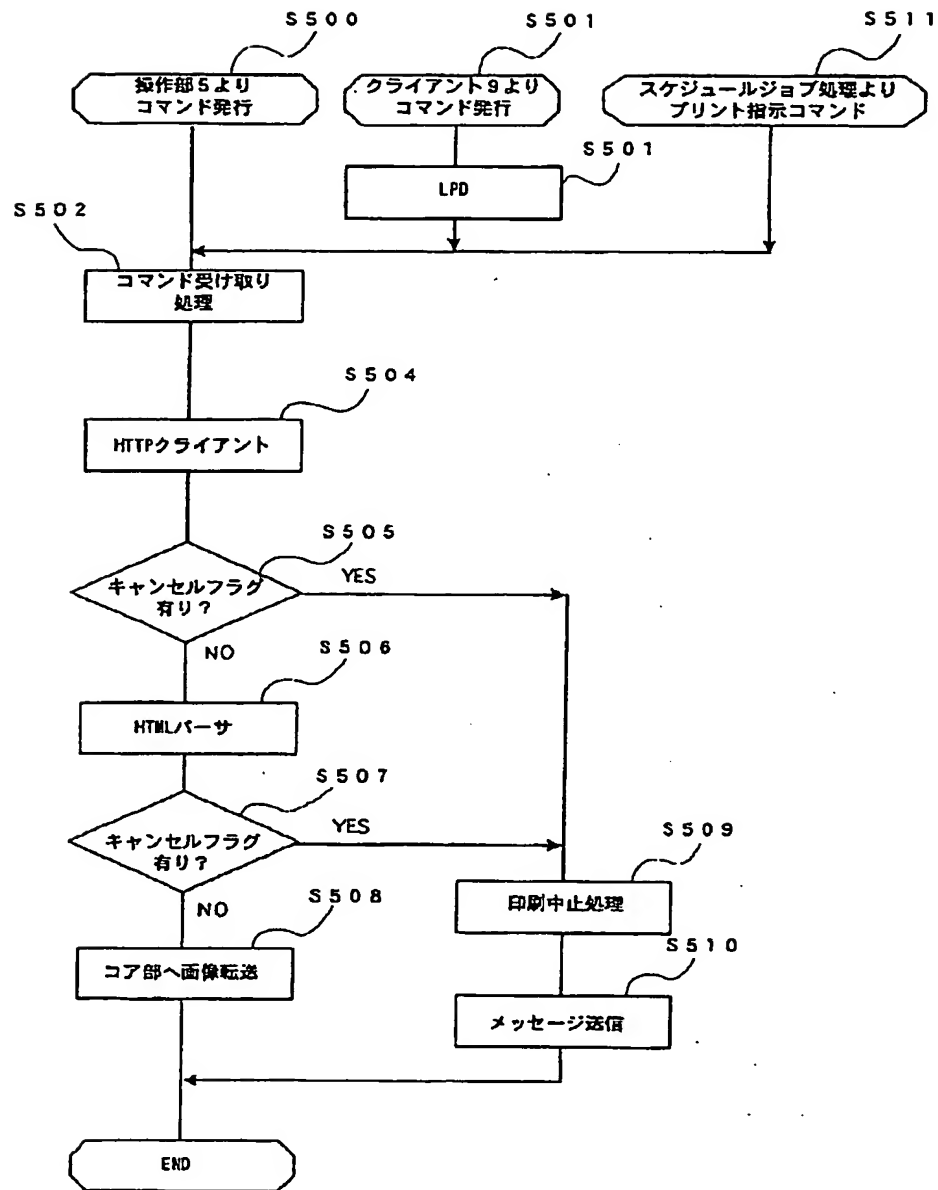 S500
S501
S511
操作部5より
コマンド発行
クライアント9より
コマンド発行
スケジュールジョブ処理より
プリント指示コマンド
S501
LPD
S502
コマンド受け取り
処理
S504
HTTPクライアント
S505
キャンセルフラグ
有り?
YES
NO
S506
HTMLパーサ
S507
キャンセルフラグ
有り?
YES
NO
S509
印刷中止処理
S508
コア部へ画像転送
S510
メッセージ送信
END